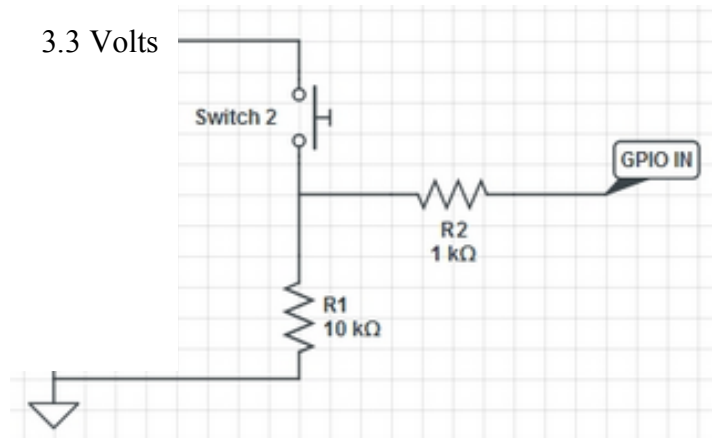 3.3 Volts
Switch 2
GPIO IN
R2
1 kΩ
R1
10 kΩ